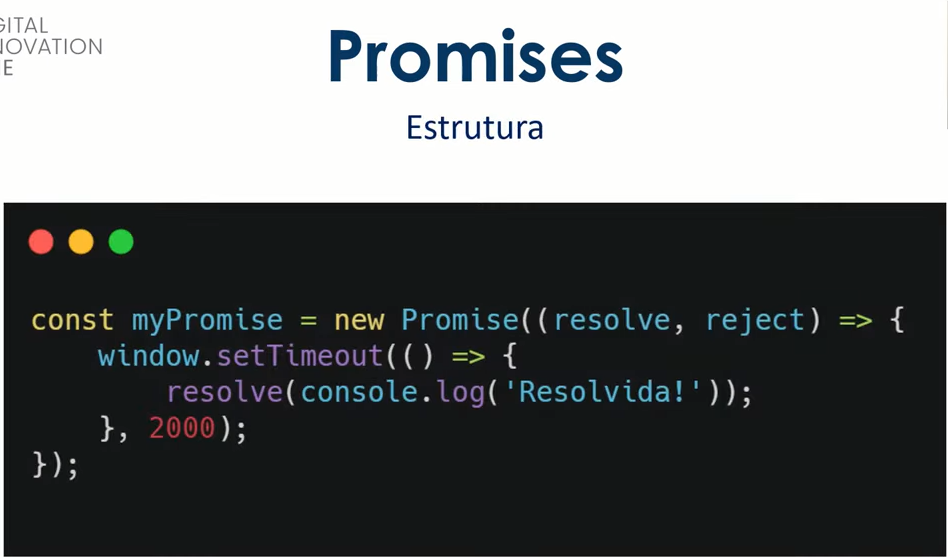 GITAL
NOVATION
E
Promises
Estrutura
const myPromise = new Promise((resolve, reject) => {
    window.setTimeout(() => {
        resolve(console.log('Resolvida!'));
    }, 2000);
});